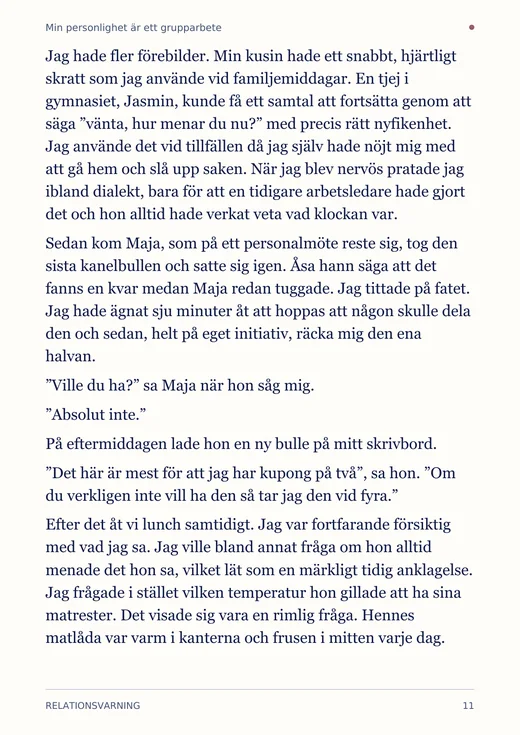 Min personlighet är ett grupparbete
Jag hade fler förebilder. Min kusin hade ett snabbt, hjärtligt
skratt som jag använde vid familjemiddagar. En tjej i
gymnasiet, Jasmin, kunde få ett samtal att fortsätta genom att
säga ”vänta, hur menar du nu?” med precis rätt nyfikenhet.
Jag använde det vid tillfällen då jag själv hade nöjt mig med
att gå hem och slå upp saken. När jag blev nervös pratade jag
ibland dialekt, bara för att en tidigare arbetsledare hade gjort
det och hon alltid hade verkat veta vad klockan var.
Sedan kom Maja, som på ett personalmöte reste sig, tog den
sista kanelbullen och satte sig igen. Åsa hann säga att det
fanns en kvar medan Maja redan tuggade. Jag tittade på fatet.
Jag hade ägnat sju minuter åt att hoppas att någon skulle dela
den och sedan, helt på eget initiativ, räcka mig den ena
halvan.
”Ville du ha?” sa Maja när hon såg mig.
”Absolut inte.”
På eftermiddagen lade hon en ny bulle på mitt skrivbord.
”Det här är mest för att jag har kupong på två”, sa hon. ”Om
du verkligen inte vill ha den så tar jag den vid fyra.”
Efter det åt vi lunch samtidigt. Jag var fortfarande försiktig
med vad jag sa. Jag ville bland annat fråga om hon alltid
menade det hon sa, vilket lät som en märkligt tidig anklagelse.
Jag frågade i stället vilken temperatur hon gillade att ha sina
matrester. Det visade sig vara en rimlig fråga. Hennes
matlåda var varm i kanterna och frusen i mitten varje dag.
RELATIONSVARNING
11